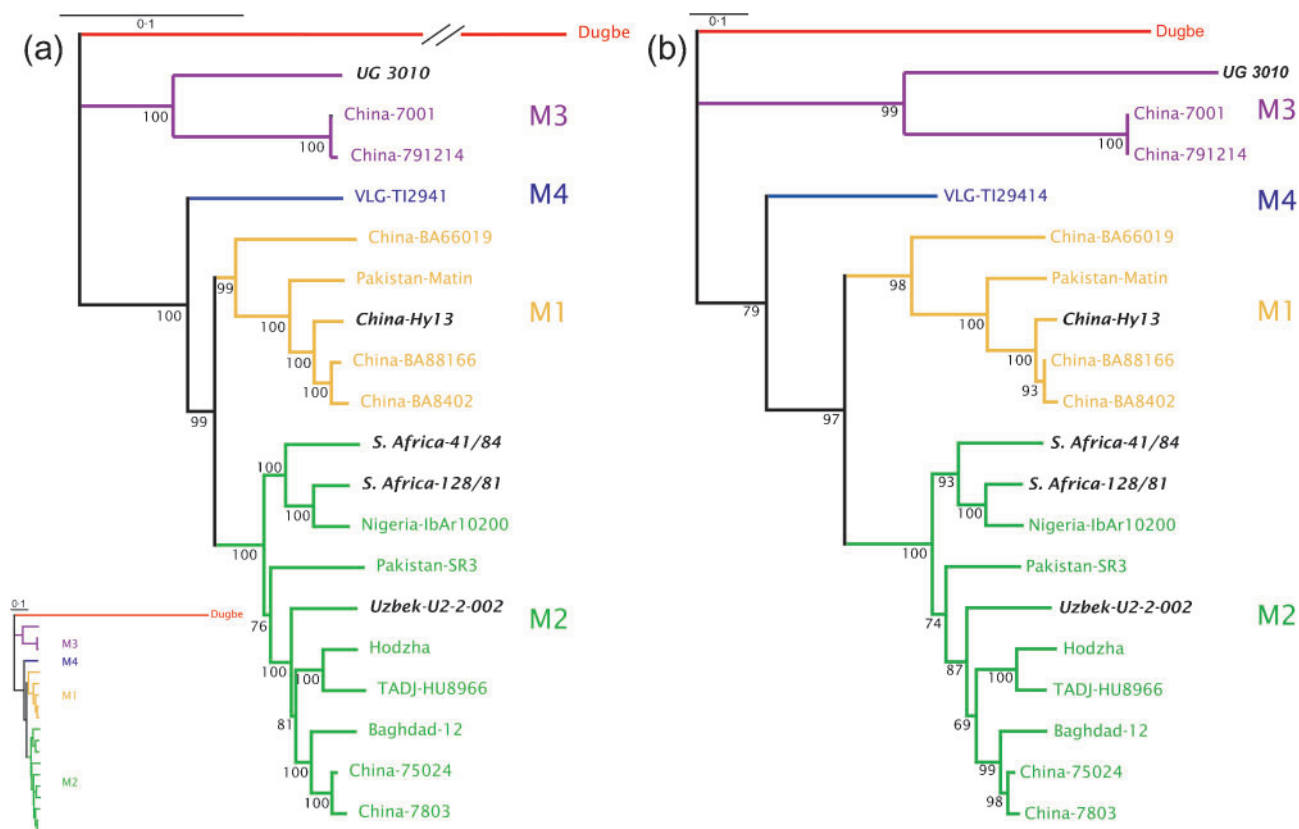 0·1
(a)
Dugbe
UG 3010
100
China-7001
M3
100
China-791214
VLG-TI2941
M4
100
China-BA66019
99
Pakistan-Matin
100
China-Hy13
M1
100
China-BA88166
100
China-BA8402
99
S. Africa-41/84
100
S. Africa-128/81
100
Nigeria-IbAr10200
100
Pakistan-SR3
76
Uzbek-U2-2-002
M2
100
Hodzha
100
TADJ-HU8966
81
Baghdad-12
100
China-75024
100
China-7803
0·1
Dugbe
M3
M4
M1
M2
0·1
(b)
Dugbe
UG 3010
99
China-7001
M3
100
China-791214
VLG-TI29414
M4
79
China-BA66019
98
Pakistan-Matin
100
China-Hy13
M1
100
China-BA88166
93
China-BA8402
97
S. Africa-41/84
93
S. Africa-128/81
100
Nigeria-IbAr10200
100
Pakistan-SR3
74
Uzbek-U2-2-002
M2
87
Hodzha
100
TADJ-HU8966
69
Baghdad-12
99
China-75024
98
China-7803